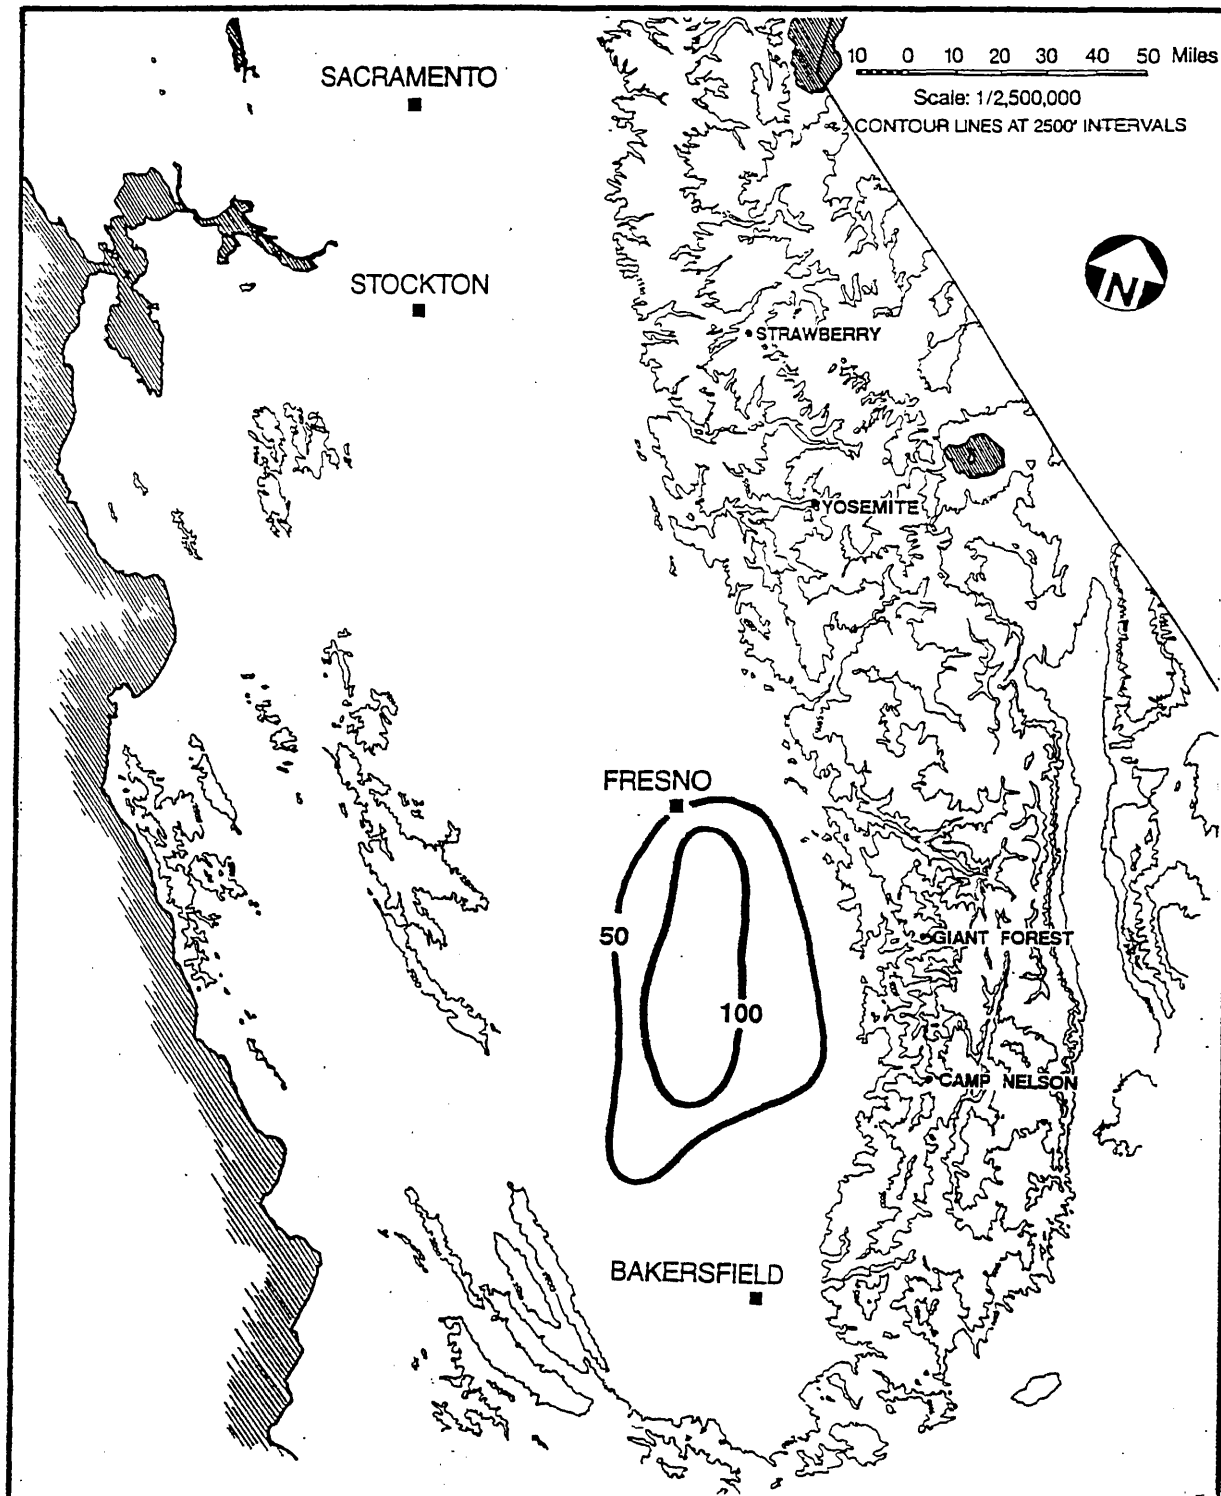 10 0 10 20 30 40 50 Miles
Scale: 1/2,500,000
CONTOUR LINES AT 2500' INTERVALS
SACRAMENTO
N
STOCKTON
STRAWBERRY
YOSEMITE
FRESNO
50
GIANT FOREST
100
CAMP NELSON
BAKERSFIELD